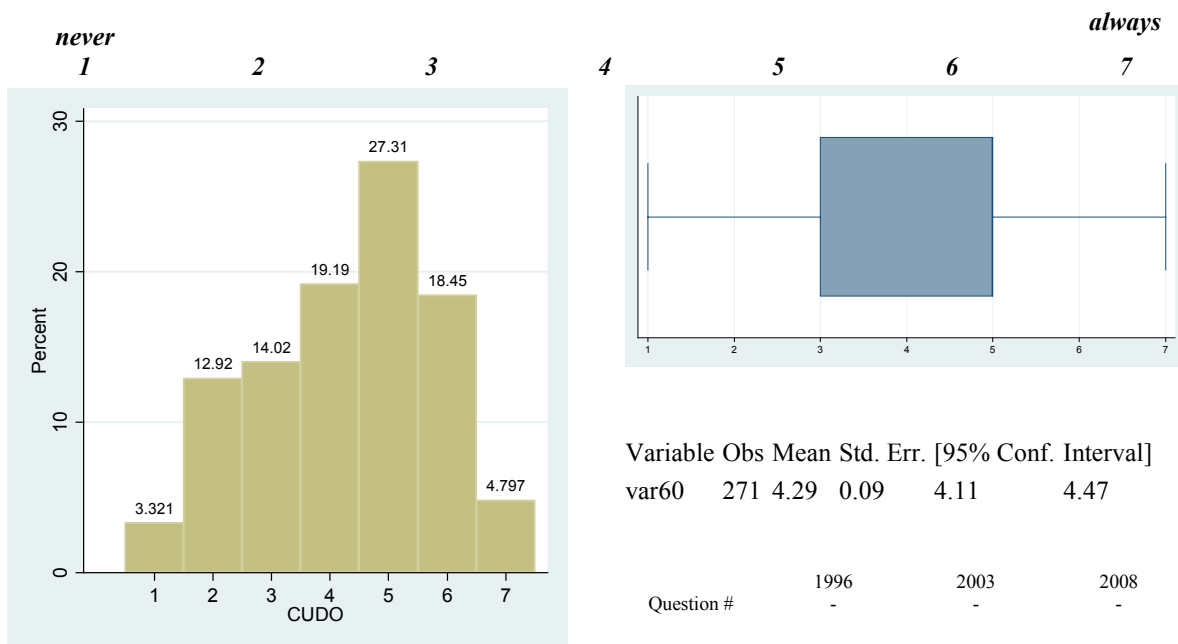 never always
1 2 3 4 5 6 7
30
20
10
0
Percent
3.321 12.92 14.02 19.19 27.31 18.45 4.797
1 2 3 4 5 6 7
CUDO
1 2 3 4 5 6 7
Variable Obs Mean Std. Err. [95% Conf. Interval]
var60 271 4.29 0.09 4.11 4.47
1996 2003 2008
Question # - - -